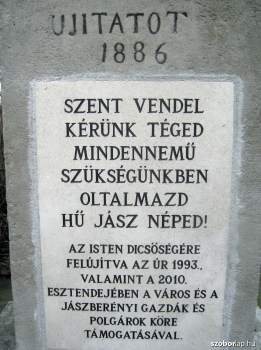 UJITATOT
1886
SZENT VENDEL
KÉRÜNK TÉGED
MINDENNEMŰ
SZÜKSÉGÜNKBEN
OLTALMAZD
HŰ JÁSZ NÉPED!
AZ ISTEN DICSŐSÉGÉRE
FELÚJÍTVA AZ ÚR 1993.,
VALAMINT A 2010.
ESZTENDEJÉBEN A VÁROS ÉS A
JÁSZBERÉNYI GAZDÁK ÉS
POLGÁROK KÖRE
TÁMOGATÁSÁVAL.
szoborlap.hu